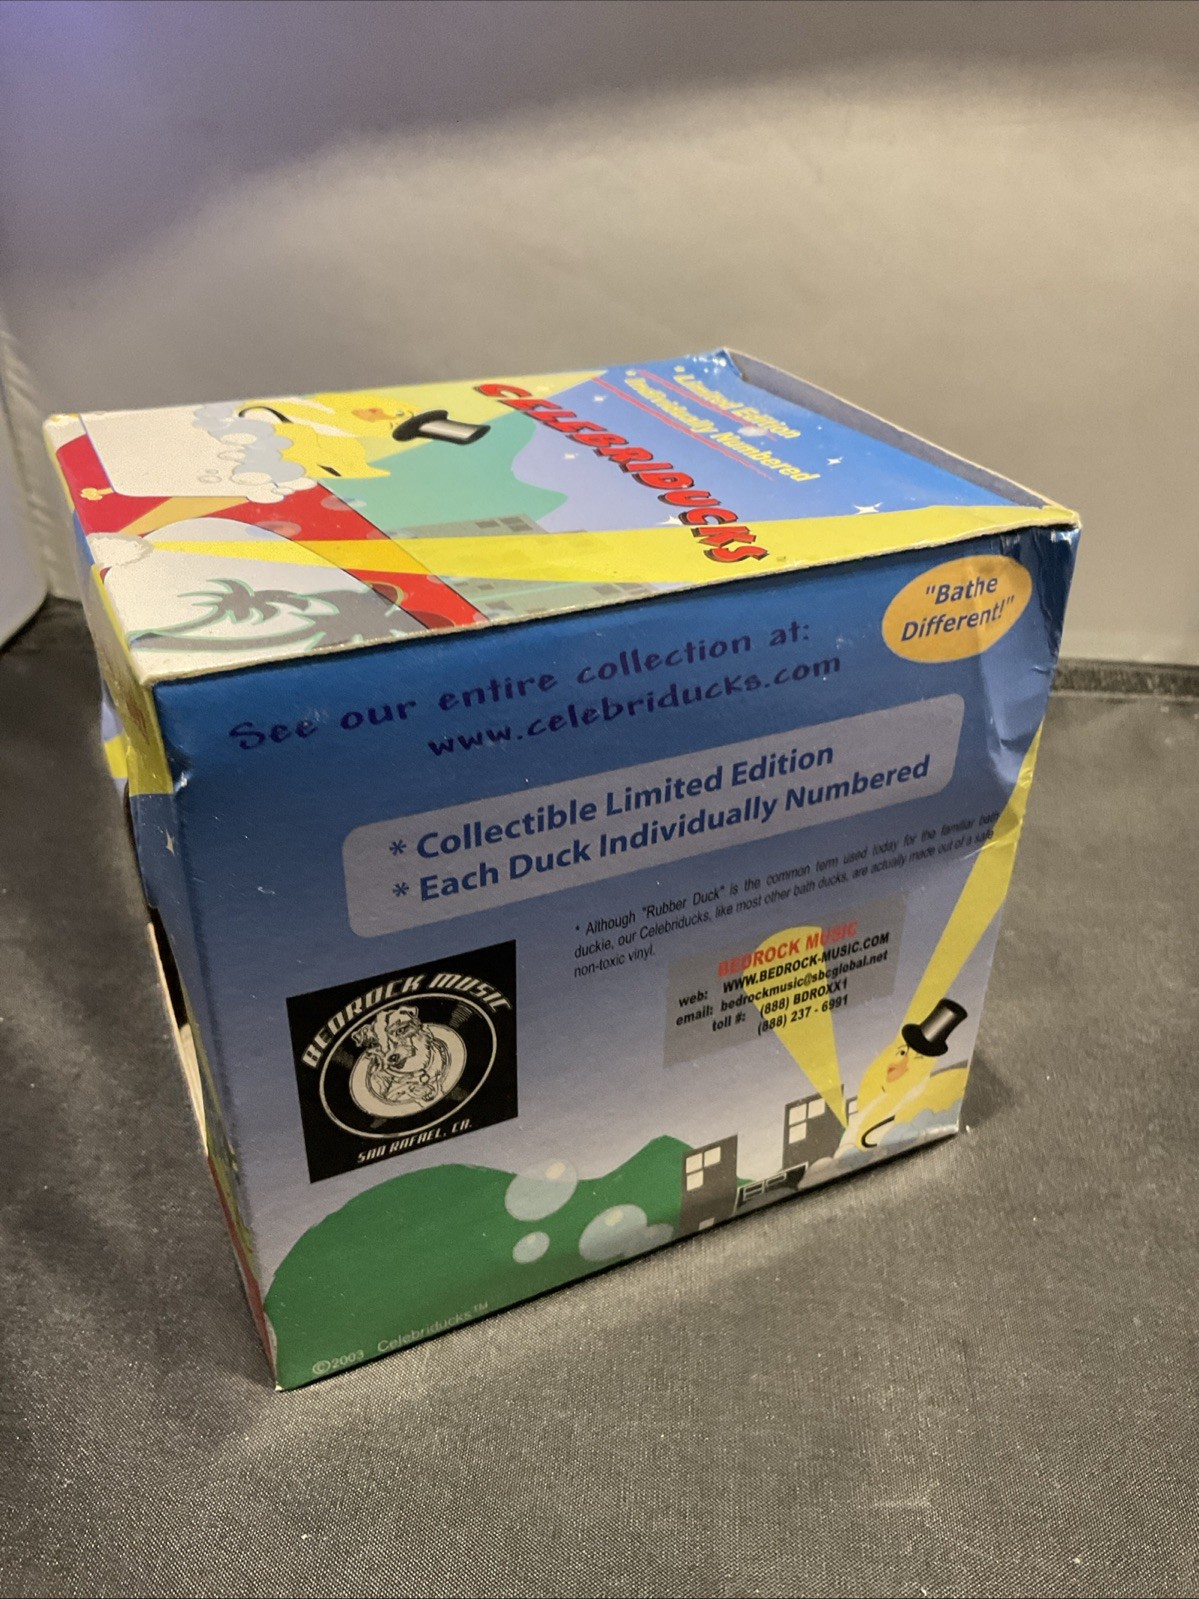 * Limited Edition
* Individually Numbered
CELEBRIDUCKS
"Bathe
Different!"
See our entire collection at:
www.celebriducks.com
* Collectible Limited Edition
* Each Duck Individually Numbered
* Although "Rubber Duck" is the common term used today for the familiar bath
duckie, our Celebriducks, like most other bath ducks, are actually made out of a safe,
non-toxic vinyl.
BEDROCK MUSIC
web: WWW.BEDROCK-MUSIC.COM
email: bedrockmusic@sbcglobal.net
toll #: (888) BDROXX1
(888) 237 - 6991
BEDROCK MUSIC
SAN RAFAEL, CA.
©2003 Celebriducks™